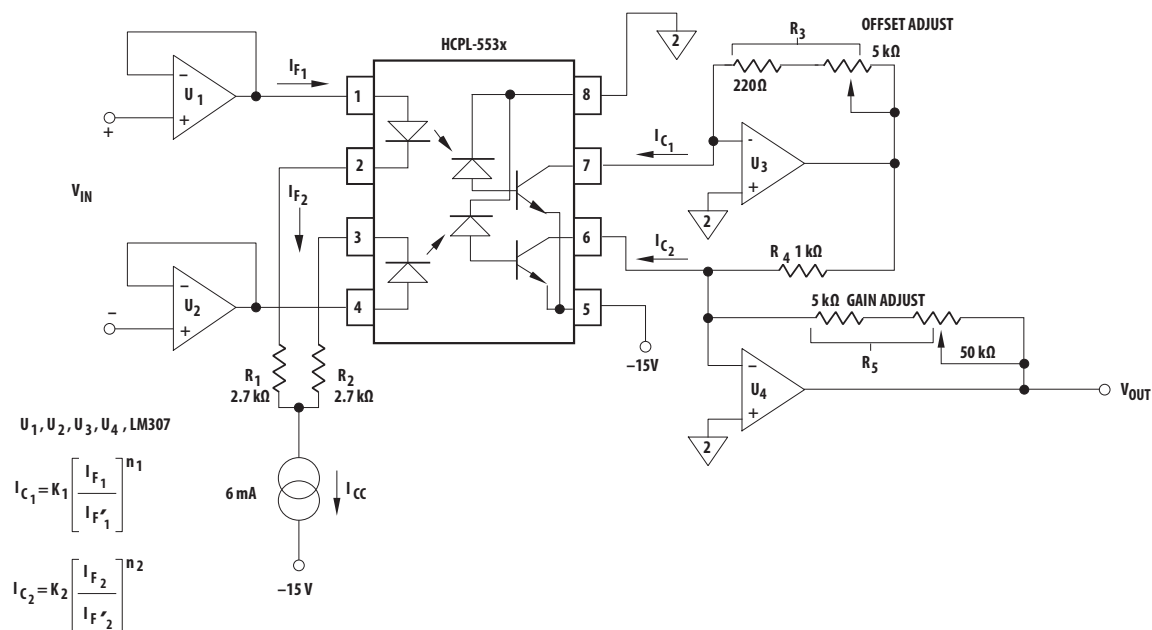 OFFSET ADJUST
HCPL-553x
R3
5 kΩ
220Ω
2
IF1
U1
−
+
+
1
8
IC1
7
2
-
U3
+
2
VIN
IF2
3
IC2
6
R4 1 kΩ
−
U2
+
−
4
5
5 kΩ GAIN ADJUST
R5
50 kΩ
−15V
R1
2.7 kΩ
R2
2.7 kΩ
−
U4
+
2
VOUT
U1, U2, U3, U4, LM307
6 mA
ICC
−15 V
IC1=K1[IF1/IF′1]n1
IC2=K2[IF2/IF′2]n2